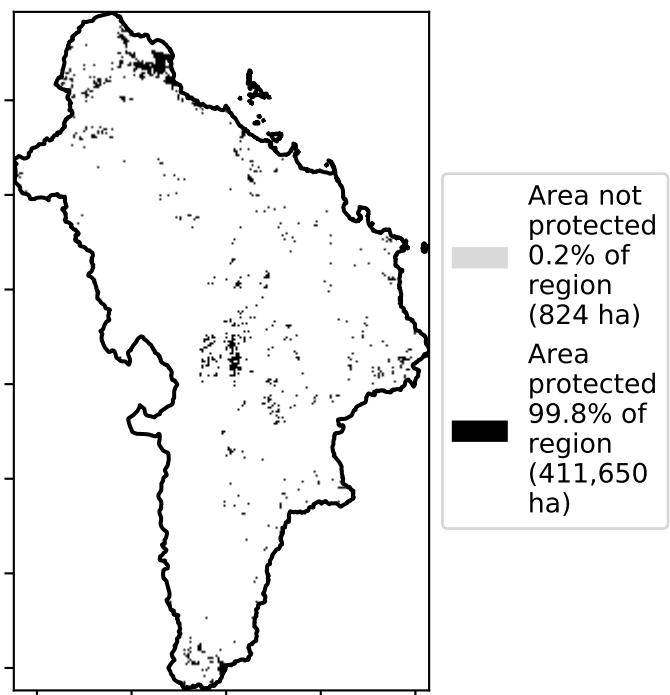 Area not
protected
0.2% of
region
(824 ha)
Area
protected
99.8% of
region
(411,650
ha)